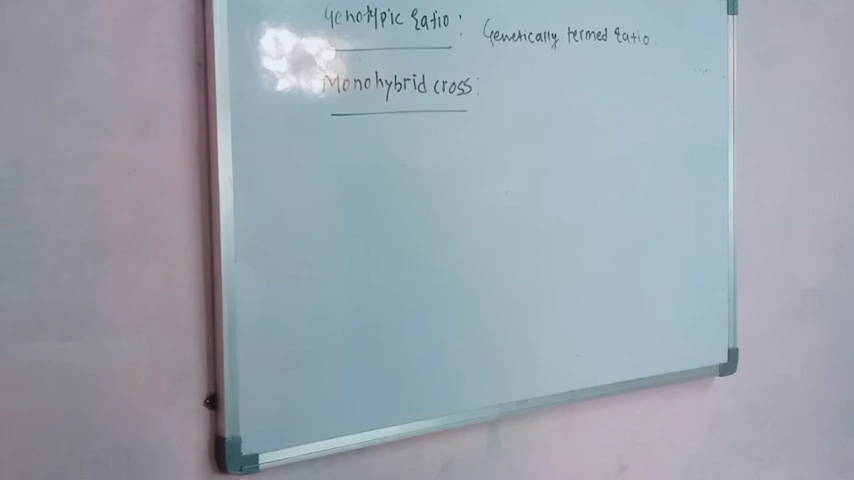 Genotypic Ratio : Genetically termed Ratio.
Monohybrid cross: